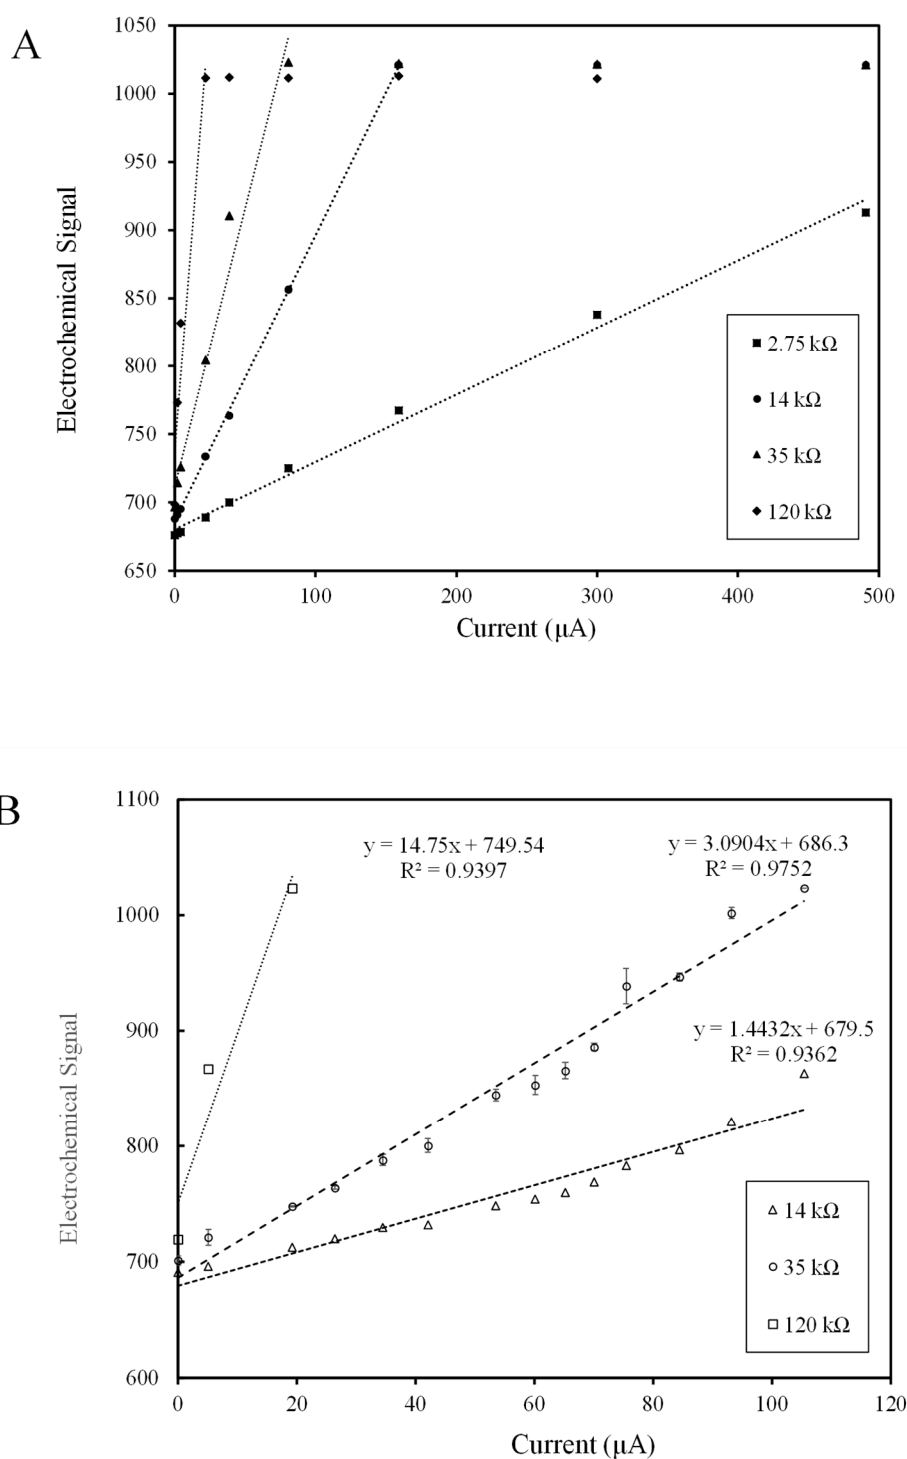 A
1050
1000
950
900
850
800
750
700
650
Electrochemical Signal
2.75 kΩ
14 kΩ
35 kΩ
120 kΩ
0 100 200 300 400 500
Current (μA)
B
1100
1000
900
800
700
600
Electrochemical Signal
y = 14.75x + 749.54
R² = 0.9397
y = 3.0904x + 686.3
R² = 0.9752
y = 1.4432x + 679.5
R² = 0.9362
14 kΩ
35 kΩ
120 kΩ
0 20 40 60 80 100 120
Current (μA)